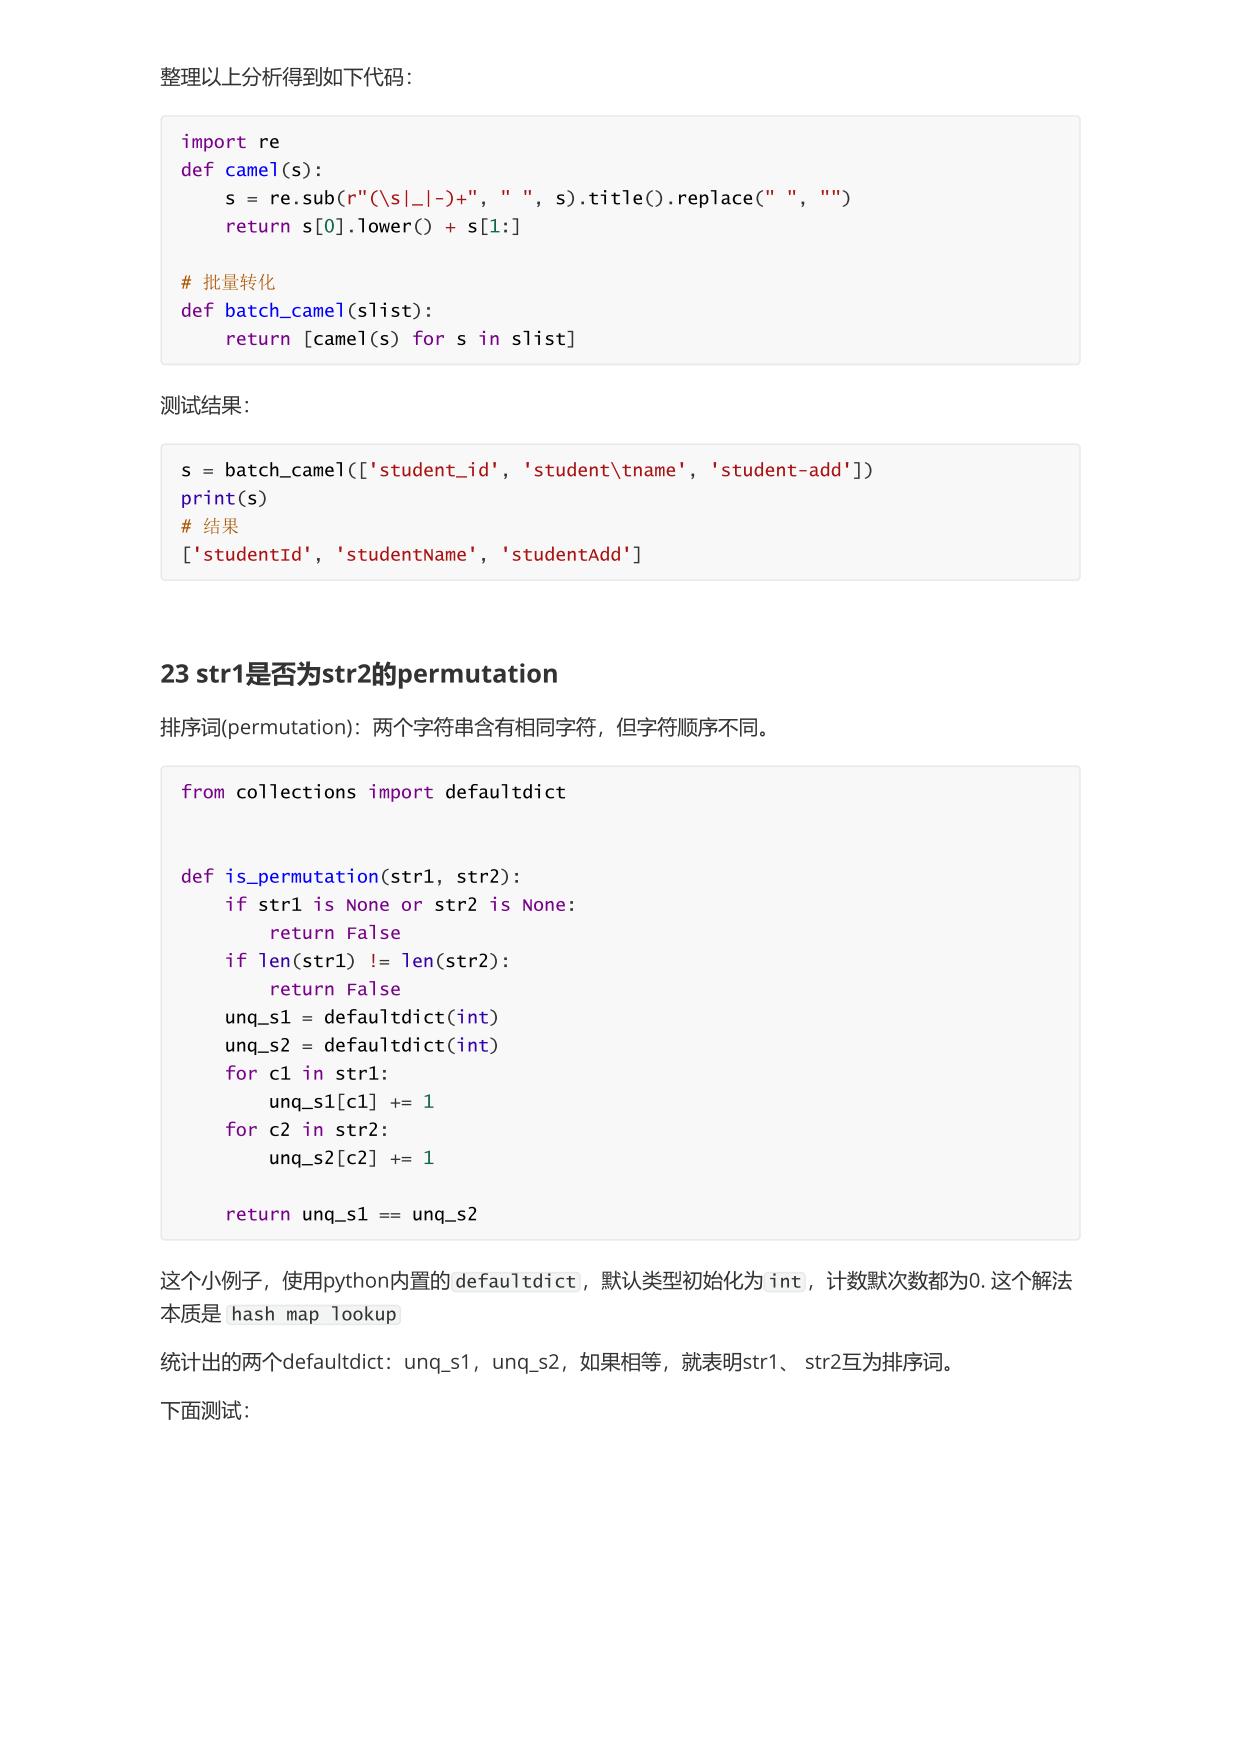 整理以上分析得到如下代码：
import re
def camel(s):
    s = re.sub(r"(\s|_|-)+", " ", s).title().replace(" ", "")
    return s[0].lower() + s[1:]
# 批量转化
def batch_camel(slist):
    return [camel(s) for s in slist]
测试结果：
s = batch_camel(['student_id', 'student\tname', 'student-add'])
print(s)
# 结果
['studentId', 'studentName', 'studentAdd']
23 str1是否为str2的permutation
排序词(permutation)：两个字符串含有相同字符，但字符顺序不同。
from collections import defaultdict
def is_permutation(str1, str2):
    if str1 is None or str2 is None:
        return False
    if len(str1) != len(str2):
        return False
    unq_s1 = defaultdict(int)
    unq_s2 = defaultdict(int)
    for c1 in str1:
        unq_s1[c1] += 1
    for c2 in str2:
        unq_s2[c2] += 1
    return unq_s1 == unq_s2
这个小例子，使用python内置的defaultdict，默认类型初始化为int，计数默次数都为0. 这个解法
本质是 hash map lookup
统计出的两个defaultdict：unq_s1，unq_s2，如果相等，就表明str1、 str2互为排序词。
下面测试：